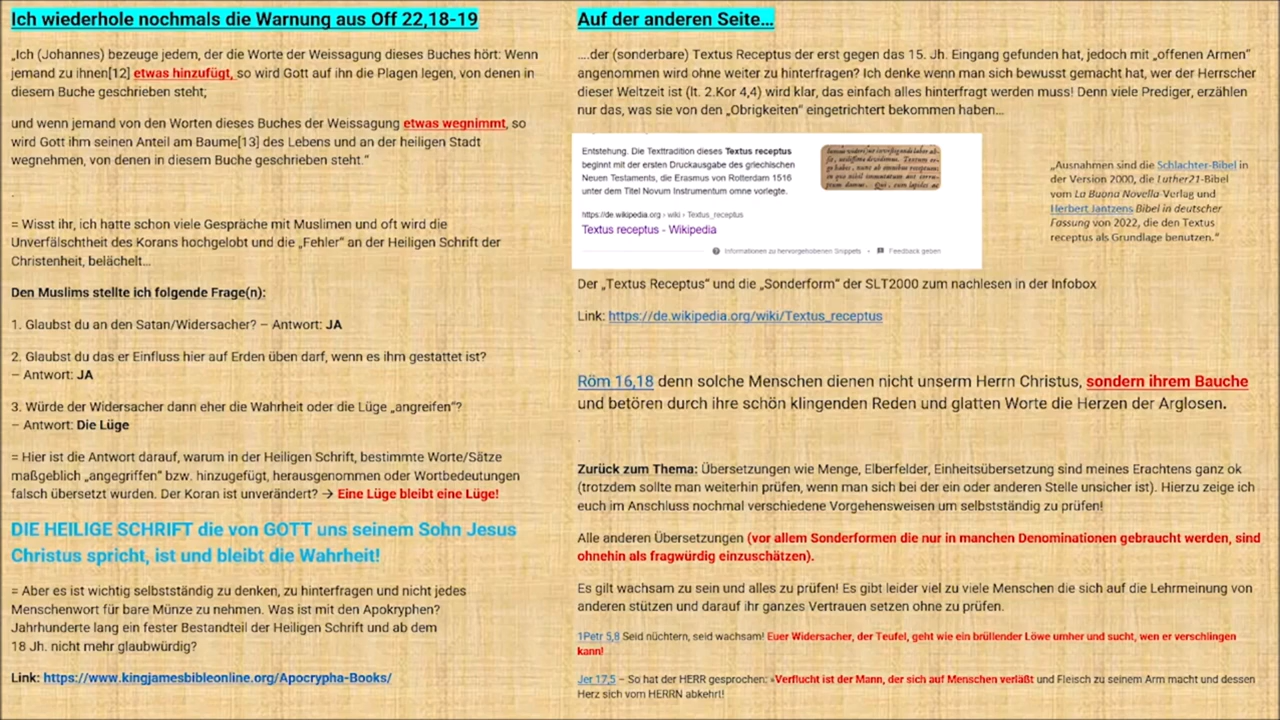 Ich wiederhole nochmals die Warnung aus Off 22,18-19
„Ich (Johannes) bezeuge jedem, der die Worte der Weissagung dieses Buches hört: Wenn
jemand zu ihnen[12] etwas hinzufügt, so wird Gott auf ihn die Plagen legen, von denen in
diesem Buche geschrieben steht;
und wenn jemand von den Worten dieses Buches der Weissagung etwas wegnimmt, so
wird Gott ihm seinen Anteil am Baume[13] des Lebens und an der heiligen Stadt
wegnehmen, von denen in diesem Buche geschrieben steht.“
.
= Wisst ihr, ich hatte schon viele Gespräche mit Muslimen und oft wird die
Unverfälschtheit des Korans hochgelobt und die „Fehler“ an der Heiligen Schrift der
Christenheit, belächelt…
Den Muslims stellte ich folgende Frage(n):
1. Glaubst du an den Satan/Widersacher? – Antwort: JA
2. Glaubst du das er Einfluss hier auf Erden üben darf, wenn es ihm gestattet ist?
– Antwort: JA
3. Würde der Widersacher dann eher die Wahrheit oder die Lüge „angreifen“?
– Antwort: Die Lüge
= Hier ist die Antwort darauf, warum in der Heiligen Schrift, bestimmte Worte/Sätze
maßgeblich „angegriffen“ bzw. hinzugefügt, herausgenommen oder Wortbedeutungen
falsch übersetzt wurden. Der Koran ist unverändert? → Eine Lüge bleibt eine Lüge!
DIE HEILIGE SCHRIFT die von GOTT uns seinem Sohn Jesus
Christus spricht, ist und bleibt die Wahrheit!
= Aber es ist wichtig selbstständig zu denken, zu hinterfragen und nicht jedes
Menschenwort für bare Münze zu nehmen. Was ist mit den Apokryphen?
Jahrhunderte lang ein fester Bestandteil der Heiligen Schrift und ab dem
18 Jh. nicht mehr glaubwürdig?
Link: https://www.kingjamesbibleonline.org/Apocrypha-Books/
Auf der anderen Seite…
….der (sonderbare) Textus Receptus der erst gegen das 15. Jh. Eingang gefunden hat, jedoch mit „offenen Armen“
angenommen wird ohne weiter zu hinterfragen? Ich denke wenn man sich bewusst gemacht hat, wer der Herrscher
dieser Weltzeit ist (lt. 2.Kor 4,4) wird klar, das einfach alles hinterfragt werden muss! Denn viele Prediger, erzählen
nur das, was sie von den „Obrigkeiten“ eingetrichtert bekommen haben…
Entstehung. Die Texttradition dieses Textus receptus
beginnt mit der ersten Druckausgabe des griechischen
Neuen Testaments, die Erasmus von Rotterdam 1516
unter dem Titel Novum Instrumentum omne vorlegte.
https://de.wikipedia.org › wiki › Textus_receptus
Textus receptus - Wikipedia
Informationen zu hervorgehobenen Snippets • Feedback geben
„Ausnahmen sind die Schlachter-Bibel in
der Version 2000, die Luther21-Bibel
vom La Buona Novella-Verlag und
Herbert Jantzens Bibel in deutscher
Fassung von 2022, die den Textus
receptus als Grundlage benutzen.“
Der „Textus Receptus“ und die „Sonderform“ der SLT2000 zum nachlesen in der Infobox
Link: https://de.wikipedia.org/wiki/Textus_receptus
.
Röm 16,18 denn solche Menschen dienen nicht unserm Herrn Christus, sondern ihrem Bauche
und betören durch ihre schön klingenden Reden und glatten Worte die Herzen der Arglosen.
.
Zurück zum Thema: Übersetzungen wie Menge, Elberfelder, Einheitsübersetzung sind meines Erachtens ganz ok
(trotzdem sollte man weiterhin prüfen, wenn man sich bei der ein oder anderen Stelle unsicher ist). Hierzu zeige ich
euch im Anschluss nochmal verschiedene Vorgehensweisen um selbstständig zu prüfen!
Alle anderen Übersetzungen (vor allem Sonderformen die nur in manchen Denominationen gebraucht werden, sind
ohnehin als fragwürdig einzuschätzen).
Es gilt wachsam zu sein und alles zu prüfen! Es gibt leider viel zu viele Menschen die sich auf die Lehrmeinung von
anderen stützen und darauf ihr ganzes Vertrauen setzen ohne zu prüfen.
1Petr 5,8 Seid nüchtern, seid wachsam! Euer Widersacher, der Teufel, geht wie ein brüllender Löwe umher und sucht, wen er verschlingen
kann!
Jer 17,5 – So hat der HERR gesprochen: »Verflucht ist der Mann, der sich auf Menschen verläßt und Fleisch zu seinem Arm macht und dessen
Herz sich vom HERRN abkehrt!